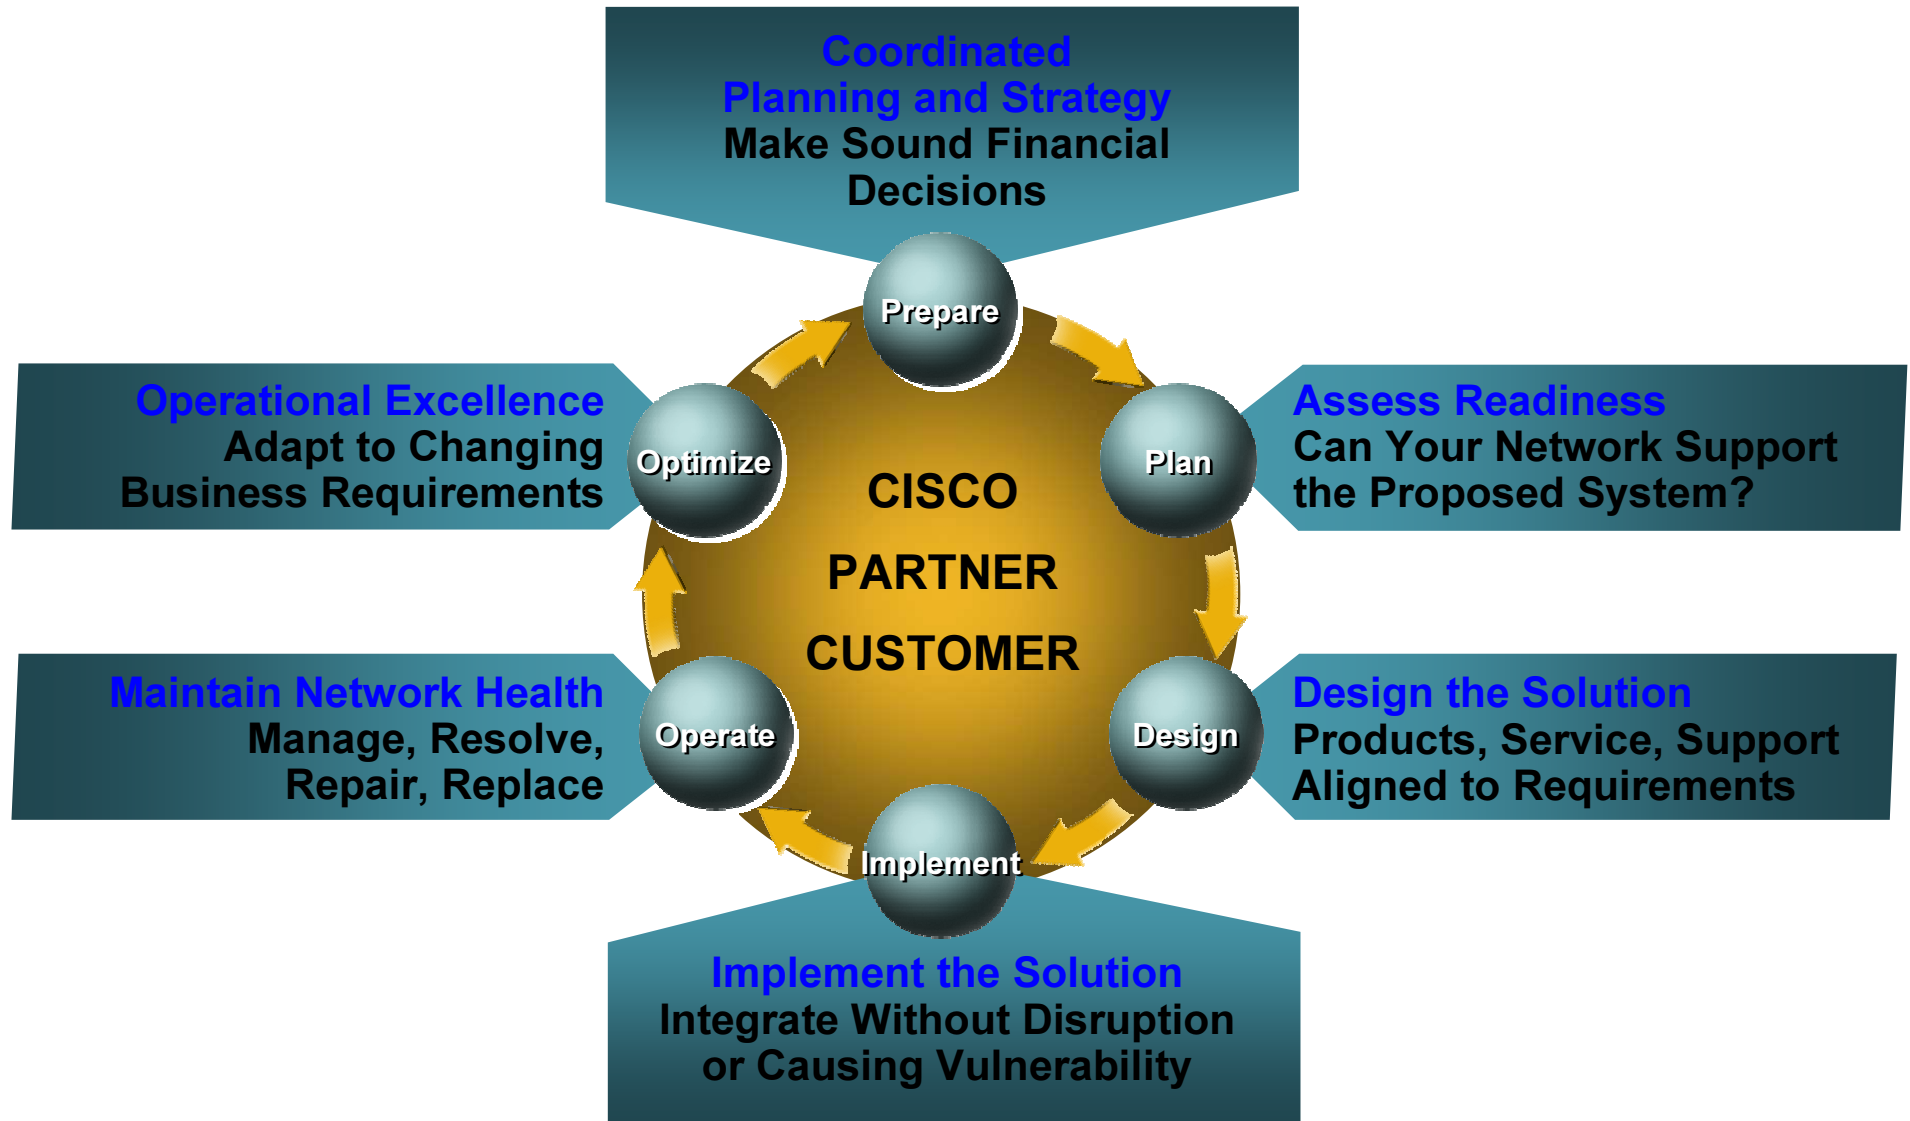 Coordinated
Planning and Strategy
Make Sound Financial
Decisions
Prepare
Operational Excellence
Adapt to Changing
Business Requirements
Optimize
Plan
Assess Readiness
Can Your Network Support
the Proposed System?
CISCO
PARTNER
CUSTOMER
Maintain Network Health
Manage, Resolve,
Repair, Replace
Operate
Design
Design the Solution
Products, Service, Support
Aligned to Requirements
Implement
Implement the Solution
Integrate Without Disruption
or Causing Vulnerability